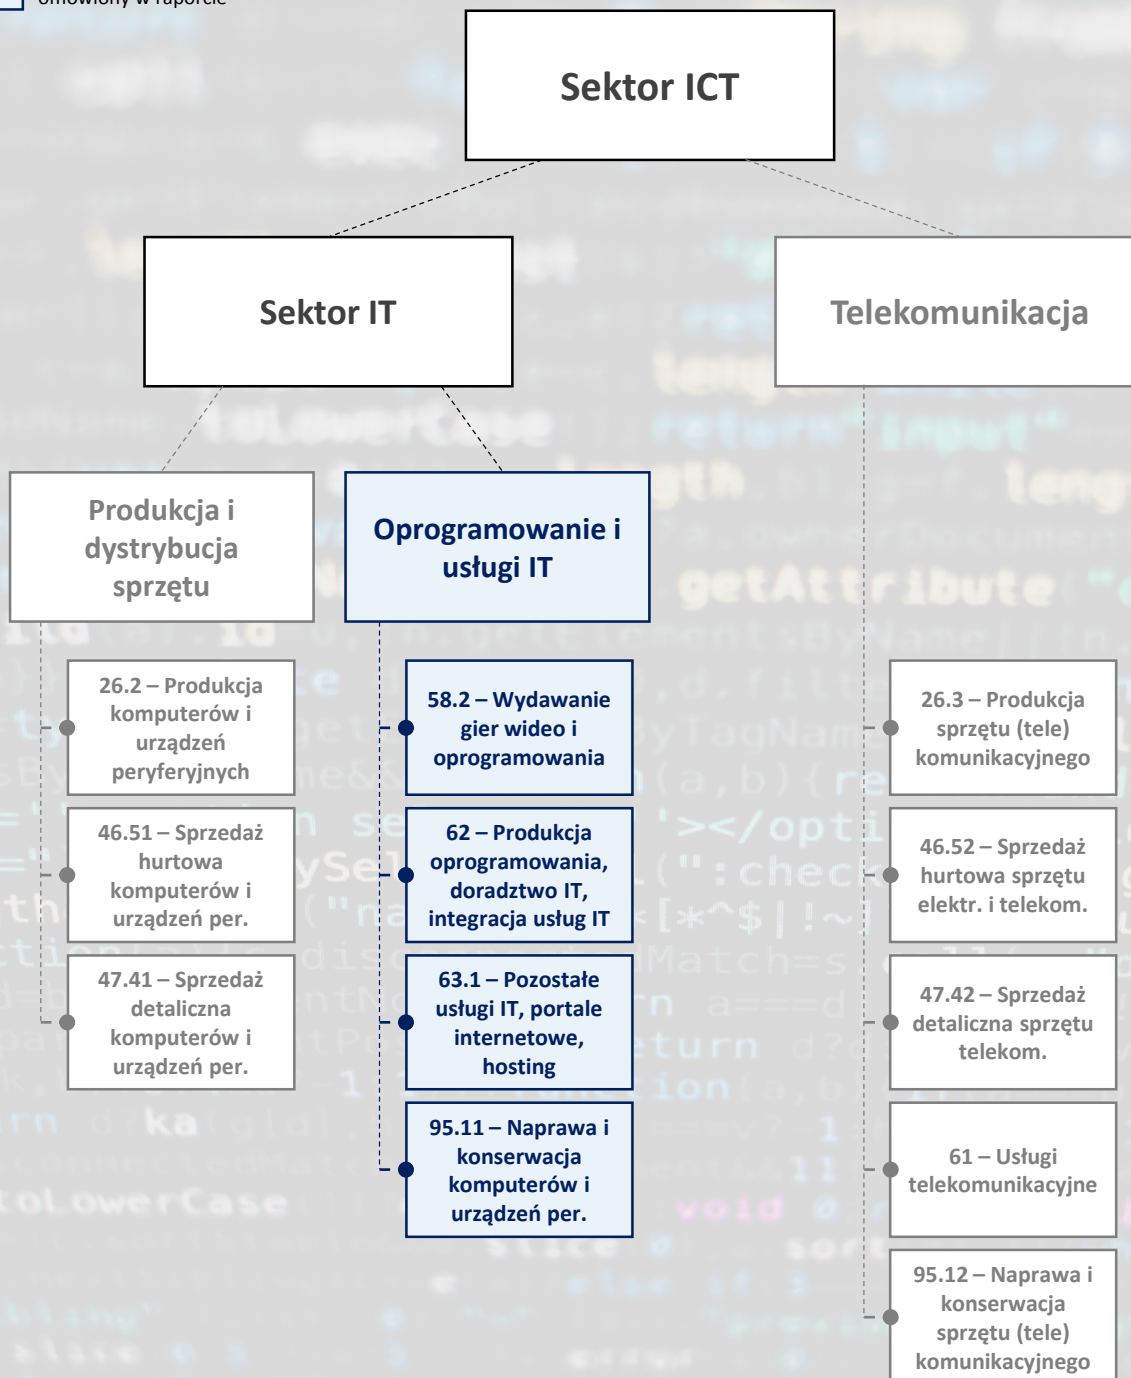 omówiony w raporcie
Sektor ICT
Sektor IT
Telekomunikacja
Produkcja i
dystrybucja
sprzętu
Oprogramowanie i
usługi IT
26.2 – Produkcja
komputerów i
urządzeń
peryferyjnych
46.51 – Sprzedaż
hurtowa
komputerów i
urządzeń per.
47.41 – Sprzedaż
detaliczna
komputerów i
urządzeń per.
58.2 – Wydawanie
gier wideo i
oprogramowania
62 – Produkcja
oprogramowania,
doradztwo IT,
integracja usług IT
63.1 – Pozostałe
usługi IT, portale
internetowe,
hosting
95.11 – Naprawa i
konserwacja
komputerów i
urządzeń per.
26.3 – Produkcja
sprzętu (tele)
komunikacyjnego
46.52 – Sprzedaż
hurtowa sprzętu
elektr. i telekom.
47.42 – Sprzedaż
detaliczna sprzętu
telekom.
61 – Usługi
telekomunikacyjne
95.12 – Naprawa i
konserwacja
sprzętu (tele)
komunikacyjnego